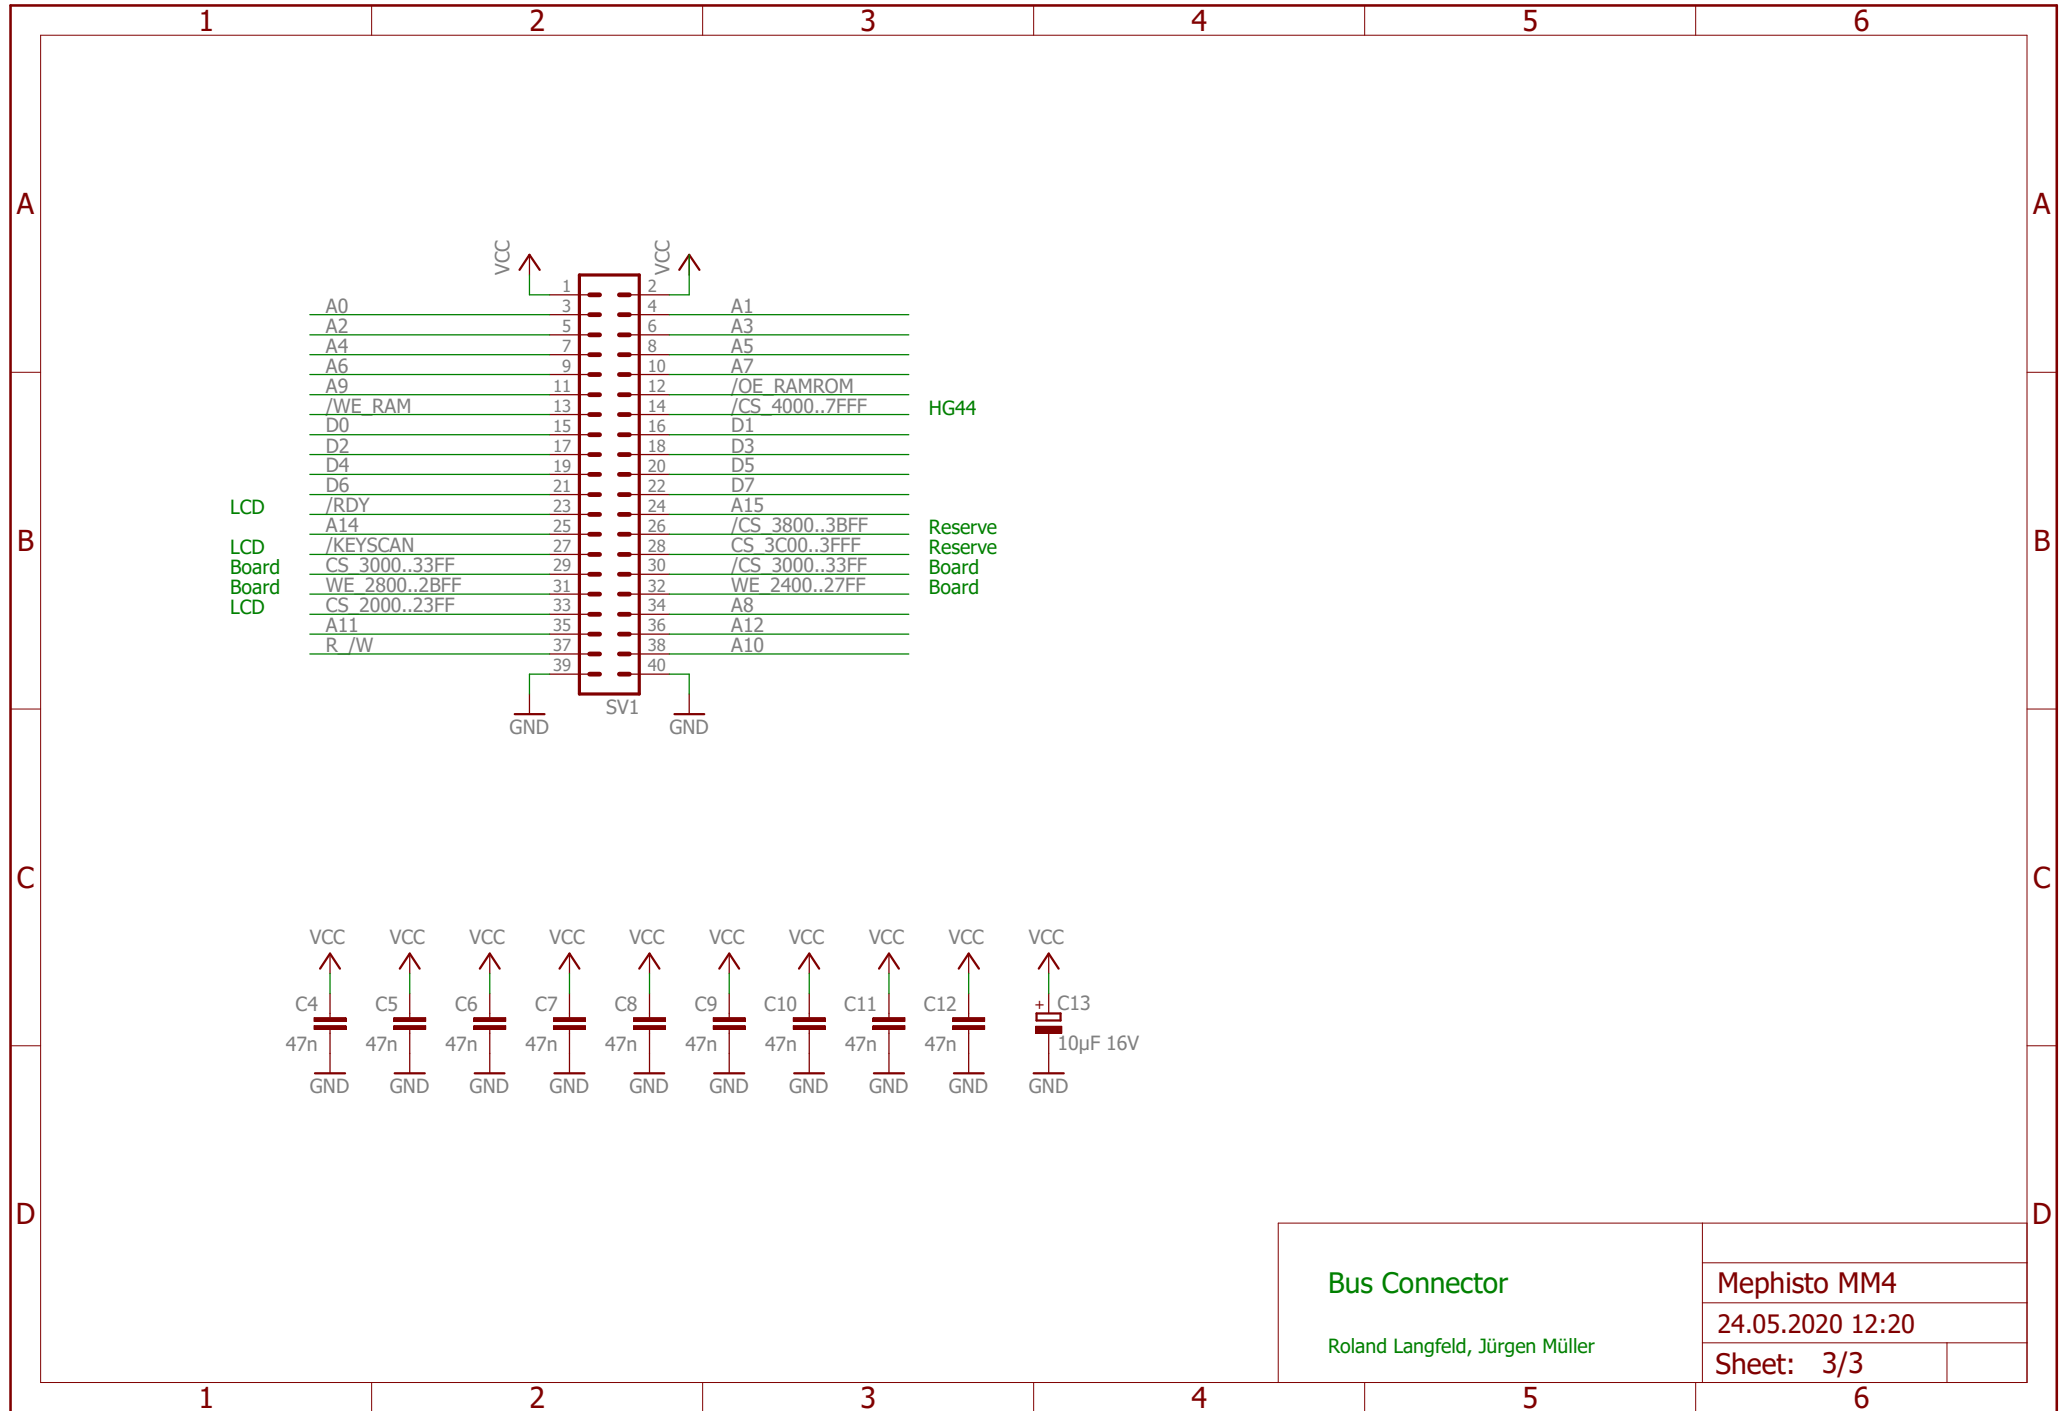 1 2 3 4 5 6
A A
VCC VCC
1 2
A0 3 4 A1
A2 5 6 A3
A4 7 8 A5
A6 9 10 A7
A9 11 12 /OE_RAMROM
/WE_RAM 13 14 /CS_4000..7FFF HG44
D0 15 16 D1
D2 17 18 D3
D4 19 20 D5
D6 21 22 D7
LCD /RDY 23 24 A15
A14 25 26 /CS_3800..3BFF Reserve
B B
LCD /KEYSCAN 27 28 CS_3C00..3FFF Reserve
Board CS_3000..33FF 29 30 /CS_3000..33FF Board
Board WE_2800..2BFF 31 32 WE_2400..27FF Board
LCD CS_2000..23FF 33 34 A8
A11 35 36 A12
R_/W 37 38 A10
39 40
SV1
GND GND
C C
VCC VCC VCC VCC VCC VCC VCC VCC VCC VCC
C4 C5 C6 C7 C8 C9 C10 C11 C12 + C13
47n 47n 47n 47n 47n 47n 47n 47n 47n 10µF 16V
GND GND GND GND GND GND GND GND GND GND
D D
Bus Connector
Mephisto MM4
24.05.2020 12:20
Roland Langfeld, Jürgen Müller
Sheet: 3/3
1 2 3 4 5 6